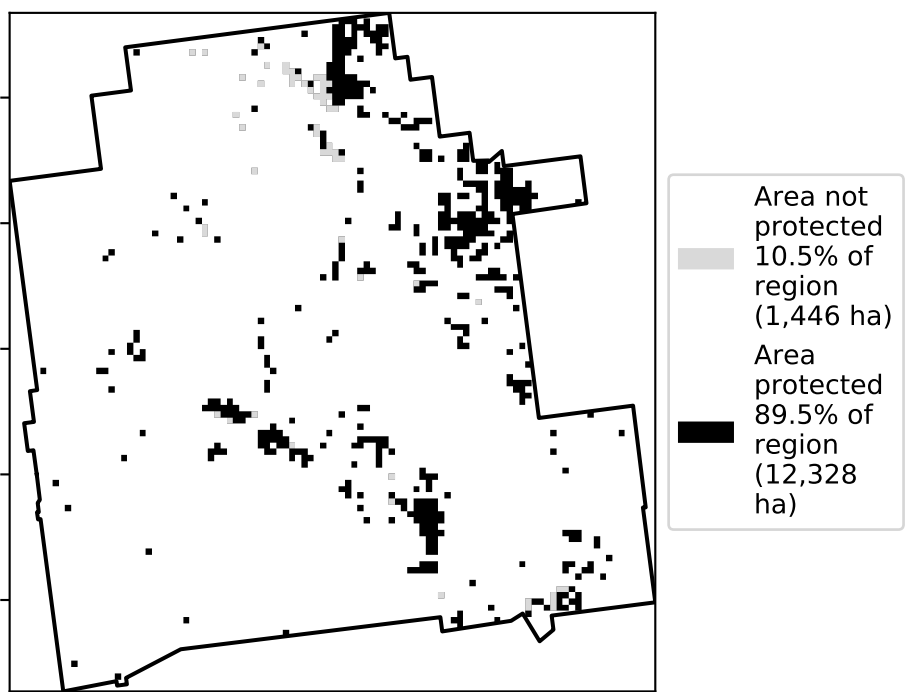 Area not
protected
10.5% of
region
(1,446 ha)
Area
protected
89.5% of
region
(12,328
ha)